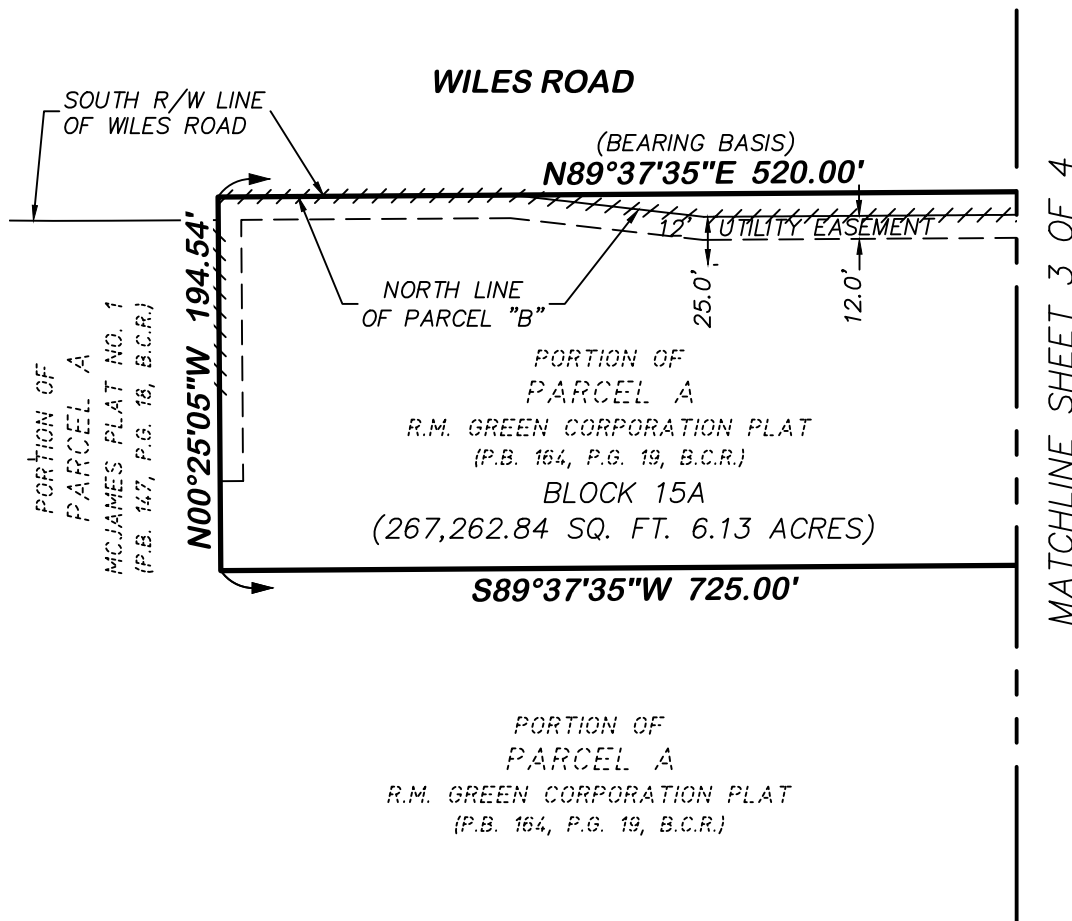 WILES ROAD
SOUTH R/W LINE
OF WILES ROAD
(BEARING BASIS)
N89°37'35"E 520.00'
12' UTILITY EASEMENT
25.0'
12.0'
NORTH LINE
OF PARCEL "B"
N00°25'05"W 194.54'
PORTION OF
PARCEL A
MCJAMES PLAT NO. 1
(P.B. 147, P.G. 18, B.C.R.)
PORTION OF
PARCEL A
R.M. GREEN CORPORATION PLAT
(P.B. 164, P.G. 19, B.C.R.)
BLOCK 15A
(267,262.84 SQ. FT. 6.13 ACRES)
S89°37'35"W 725.00'
MATCHLINE SHEET 3 OF 4
PORTION OF
PARCEL A
R.M. GREEN CORPORATION PLAT
(P.B. 164, P.G. 19, B.C.R.)